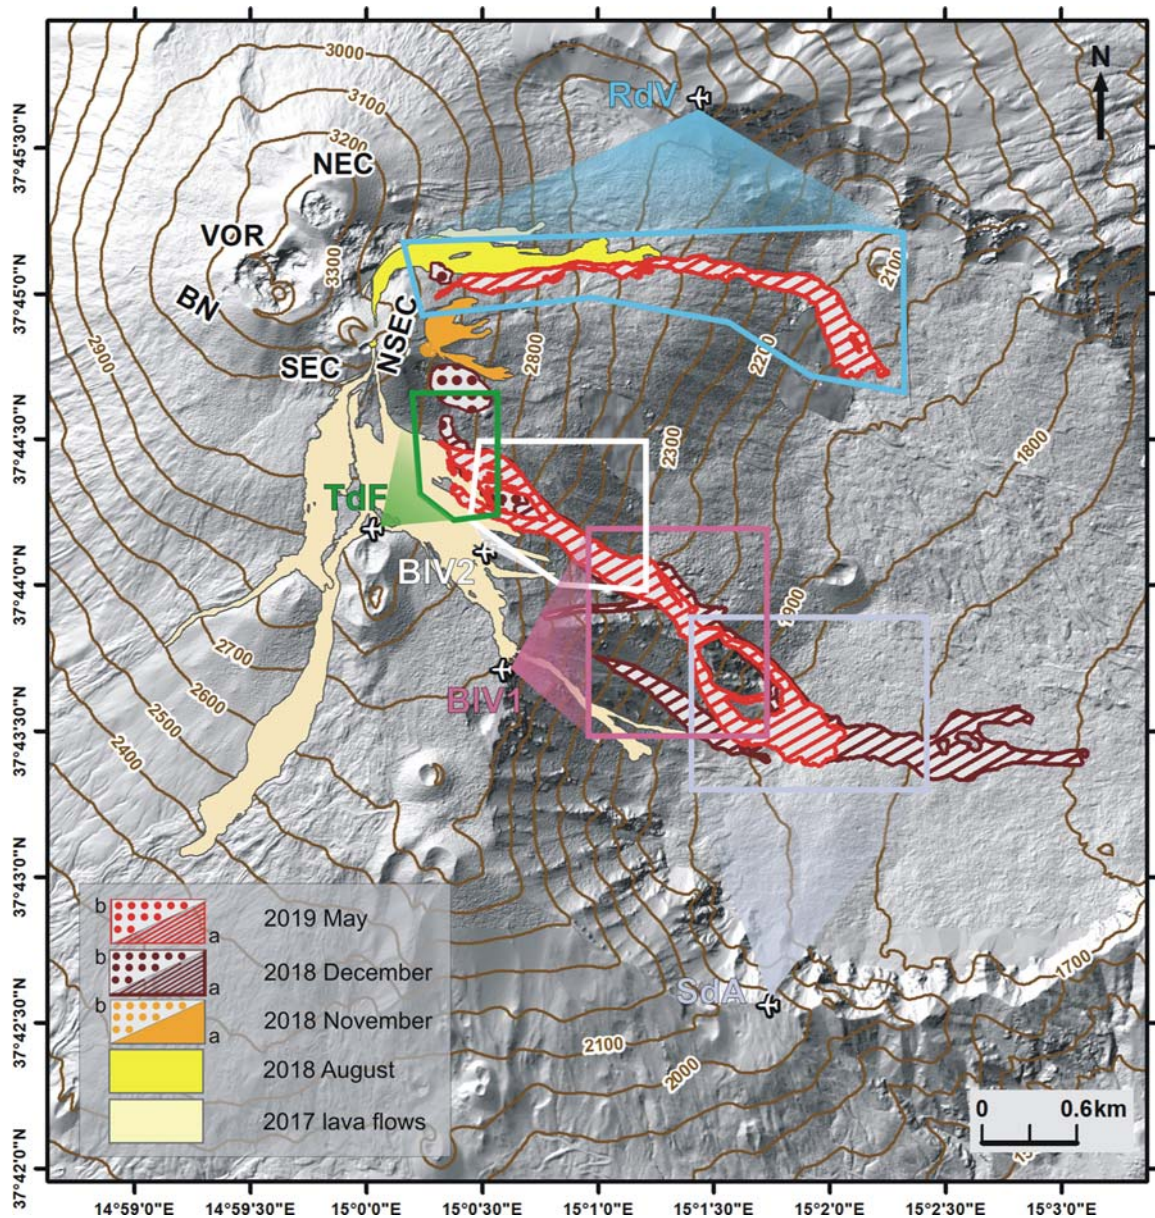 3000
3100
3200
NEC
VOR
3300
BN
NSEC
SEC
2900
RdV
N
2100
2800
2200
2300
1800
TdF
BIV2
1900
2700
BIV1
2600
2500
2400
SdA
1700
2100
2000
b
a
2019 May
b
a
2018 December
b
a
2018 November
2018 August
2017 lava flows
0
0.6km
37°45'30"N
37°45'0"N
37°44'30"N
37°44'0"N
37°43'30"N
37°43'0"N
37°42'30"N
37°42'0"N
14°59'0"E
14°59'30"E
15°0'0"E
15°0'30"E
15°1'0"E
15°1'30"E
15°2'0"E
15°2'30"E
15°3'0"E